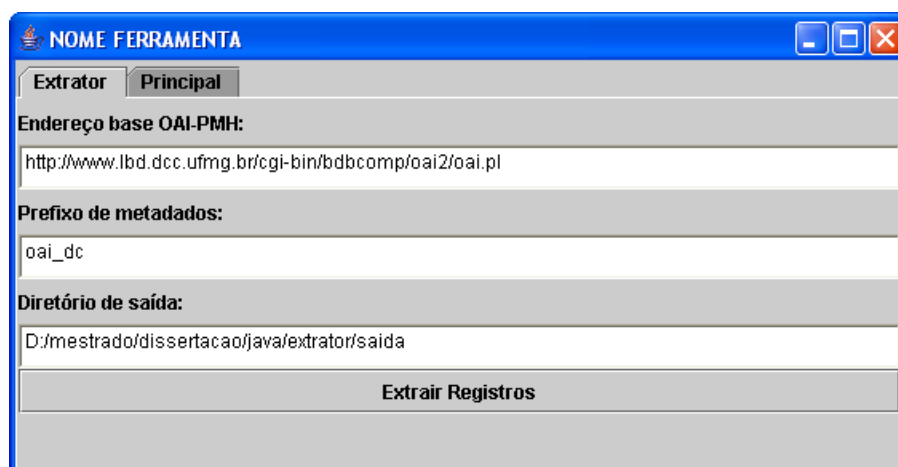 NOME FERRAMENTA
Extrator Principal
Endereço base OAI-PMH:
http://www.lbd.dcc.ufmg.br/cgi-bin/bdbcomp/oai2/oai.pl
Prefixo de metadados:
oai_dc
Diretório de saída:
D:/mestrado/dissertacao/java/extrator/saida
Extrair Registros